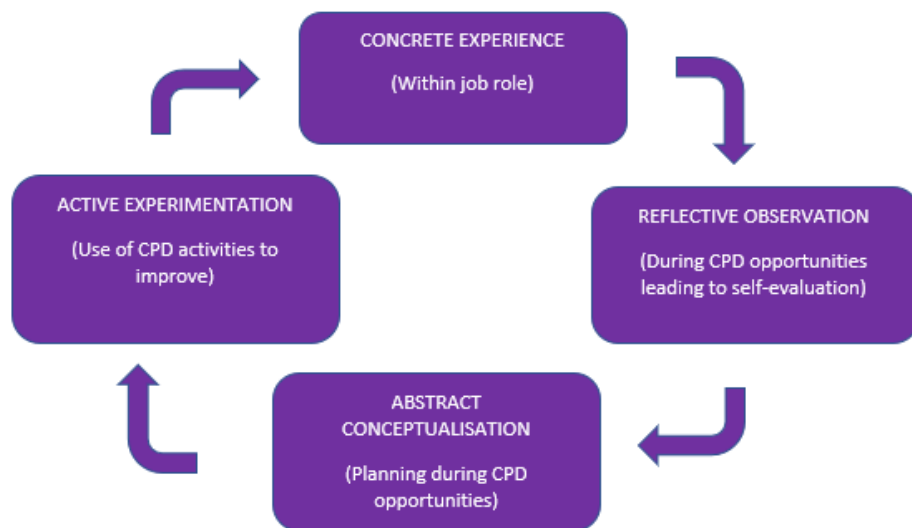 CONCRETE EXPERIENCE
(Within job role)
ACTIVE EXPERIMENTATION
(Use of CPD activities to
improve)
REFLECTIVE OBSERVATION
(During CPD opportunities
leading to self-evaluation)
ABSTRACT
CONCEPTUALISATION
(Planning during CPD
opportunities)